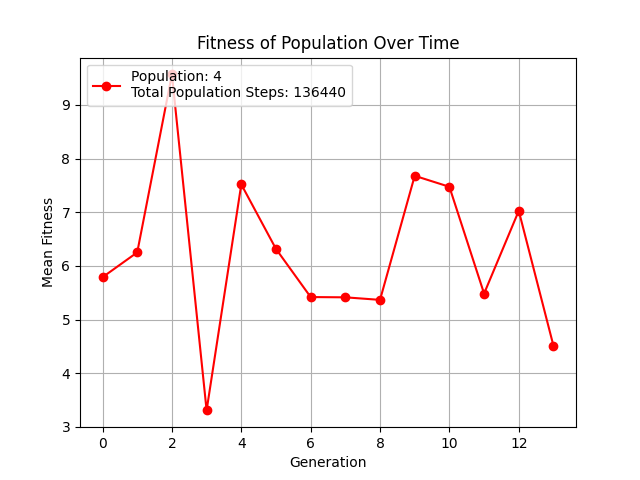 Fitness of Population Over Time
Population: 4
Total Population Steps: 136440
Mean Fitness
9
8
7
6
5
4
3
0 2 4 6 8 10 12
Generation